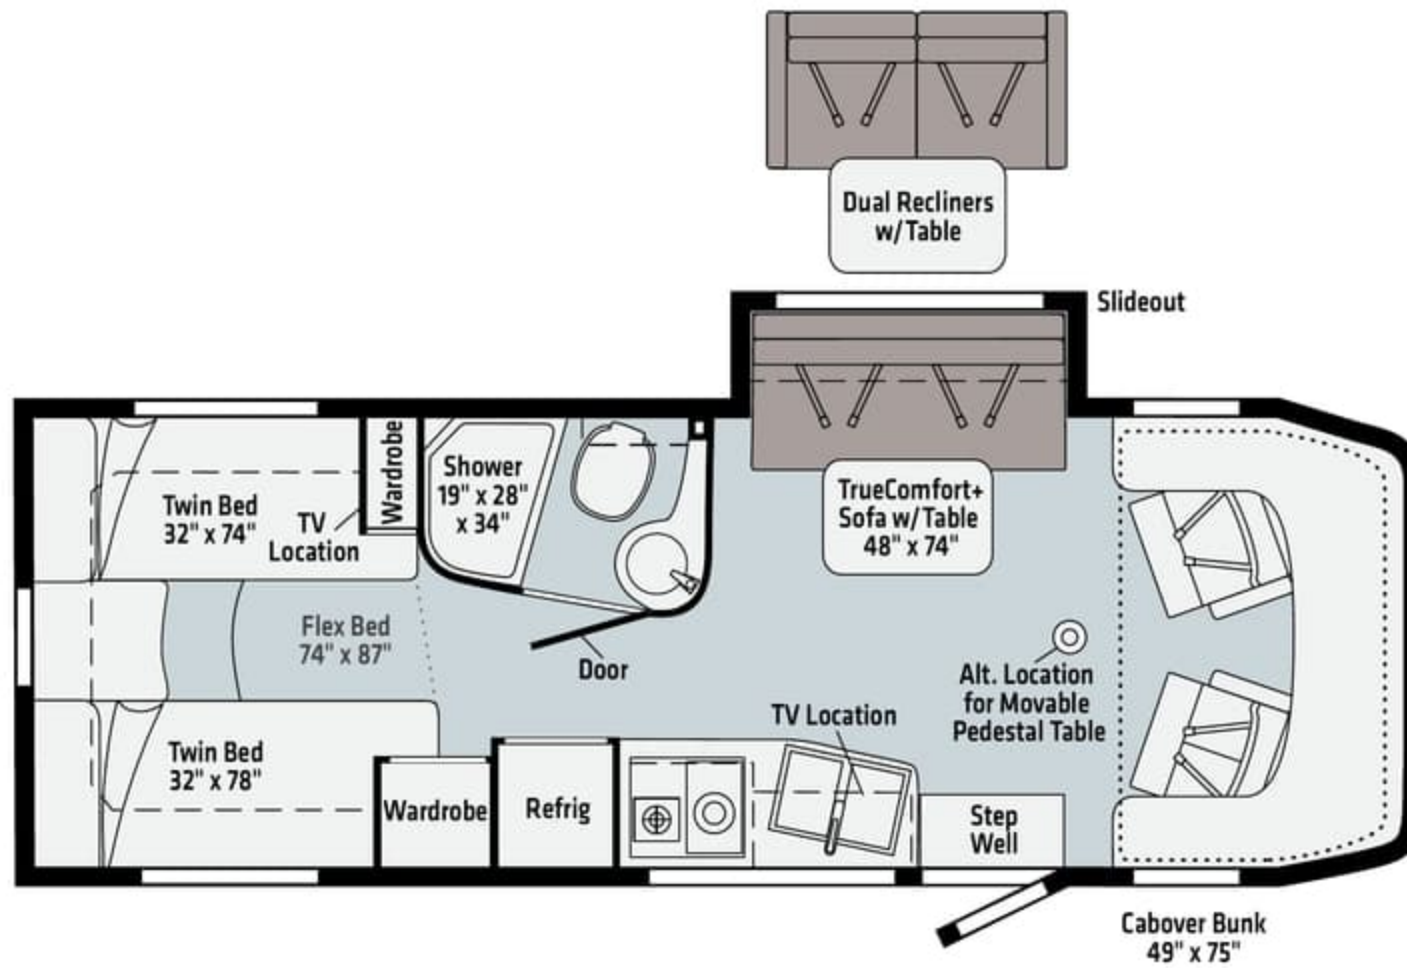 Dual Recliners
w/Table
Slideout
Wardrobe
Shower
19" x 28"
x 34"
Twin Bed
32" x 74"
TV
Location
TrueComfort+
Sofa w/Table
48" x 74"
Flex Bed
74" x 87"
Door
Alt. Location
for Movable
Pedestal Table
TV Location
Twin Bed
32" x 78"
Wardrobe
Refrig
Step
Well
Cabover Bunk
49" x 75"